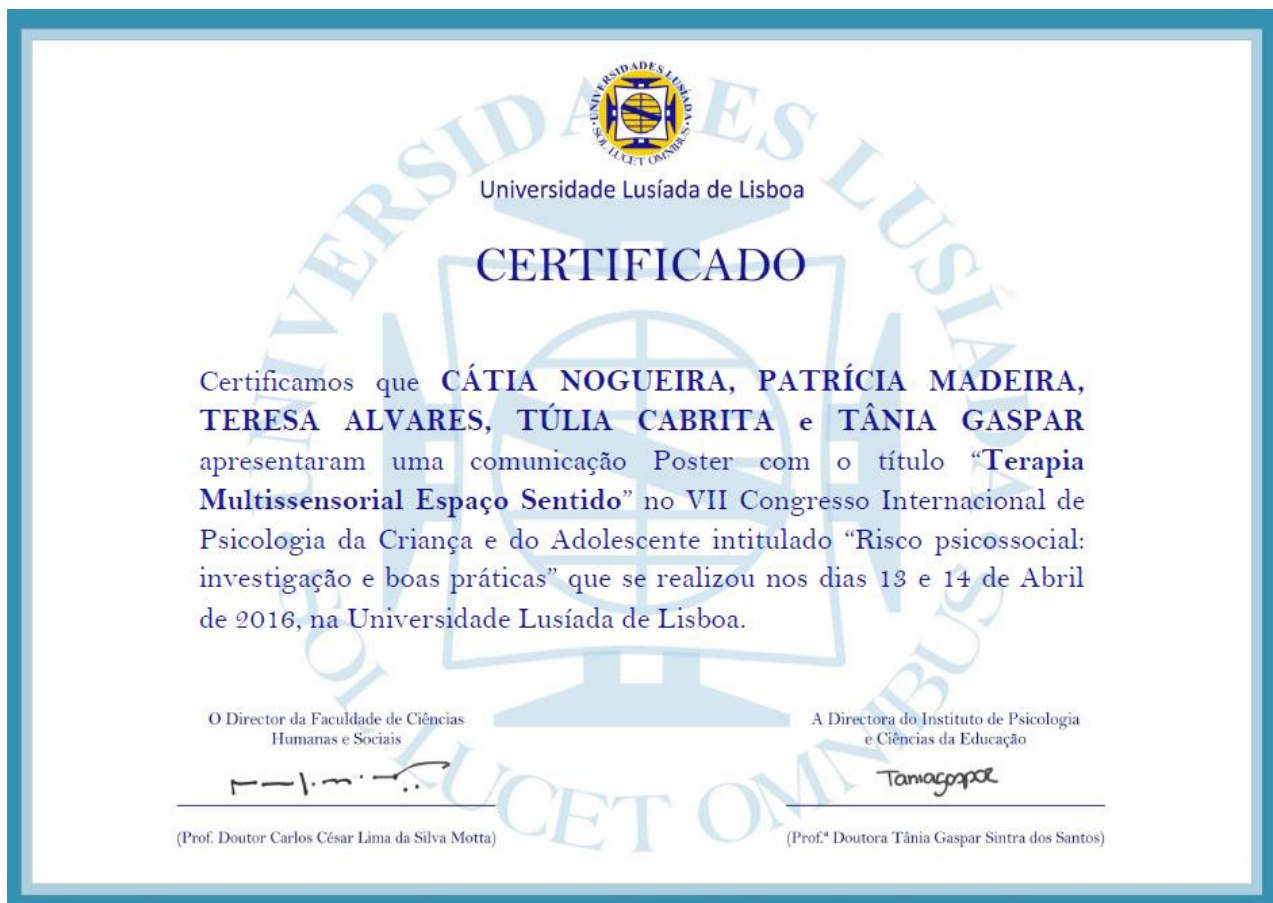 UNIVERSIDADES LUSÍADA
SOL LUCET OMNIBUS
Universidade Lusíada de Lisboa
CERTIFICADO
Certificamos que CÁTIA NOGUEIRA, PATRÍCIA MADEIRA,
TERESA ALVARES, TÚLIA CABRITA e TÂNIA GASPAR
apresentaram uma comunicação Poster com o título “Terapia
Multissensorial Espaço Sentido” no VII Congresso Internacional de
Psicologia da Criança e do Adolescente intitulado “Risco psicossocial:
investigação e boas práticas” que se realizou nos dias 13 e 14 de Abril
de 2016, na Universidade Lusíada de Lisboa.
O Director da Faculdade de Ciências
Humanas e Sociais
(Prof. Doutor Carlos César Lima da Silva Motta)
A Directora do Instituto de Psicologia
e Ciências da Educação
Taniagaspar
(Prof.ª Doutora Tânia Gaspar Sintra dos Santos)
UNIVERSIDADES LUSÍADA
SOL LUCET OMNIBUS